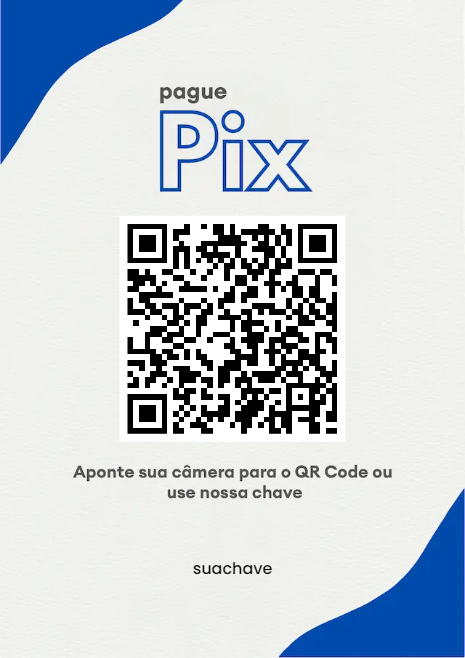 pague
Pix
Aponte sua câmera para o QR Code ou
use nossa chave
suachave